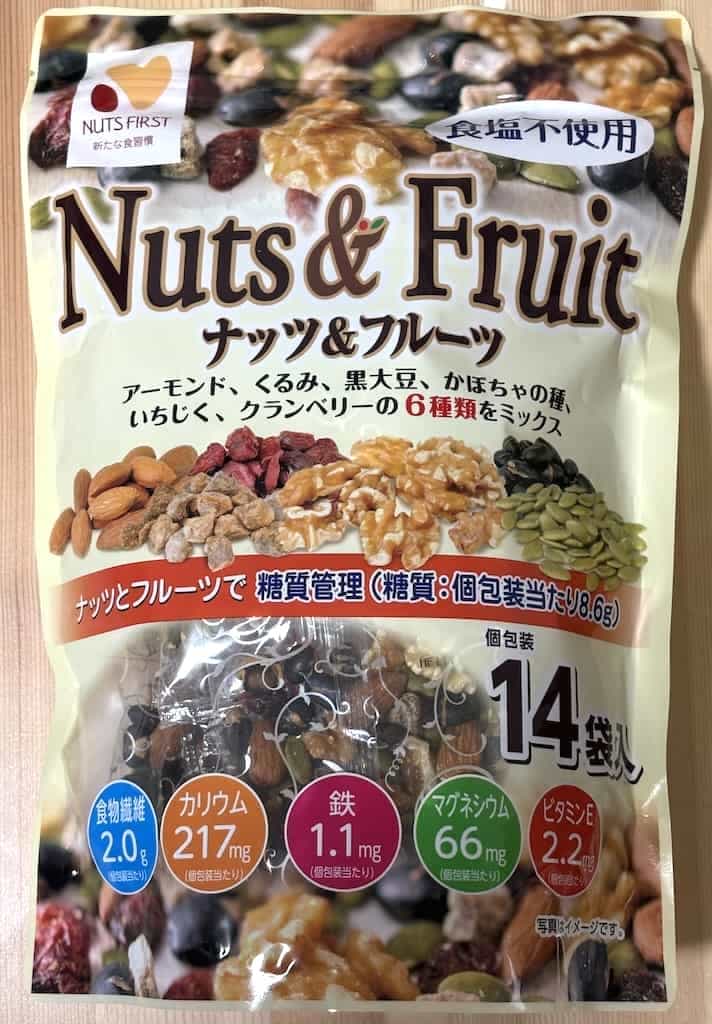 NUTS FIRST
新たな食習慣
食塩不使用
Nuts & Fruit
ナッツ&フルーツ
アーモンド、くるみ、黒大豆、かぼちゃの種、
いちじく、クランベリーの6種類をミックス
ナッツとフルーツで 糖質管理(糖質:個包装当たり8.6g)
個包装
14袋入
食物繊維
2.0g
(個包装当たり)
カリウム
217mg
(個包装当たり)
鉄
1.1mg
(個包装当たり)
マグネシウム
66mg
(個包装当たり)
ビタミンE
2.2mg
(個包装当たり)
写真はイメージです。